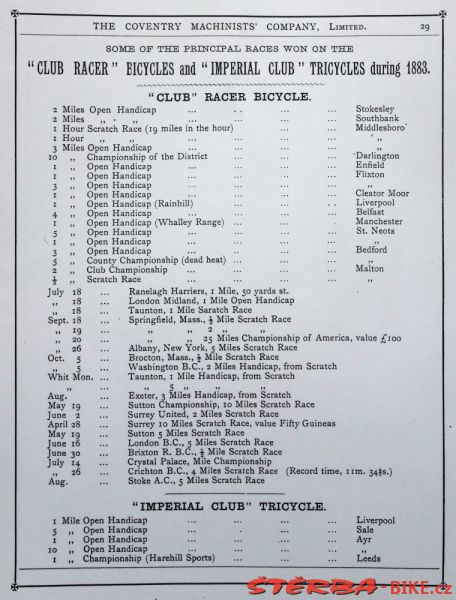 THE COVENTRY MACHINISTS' COMPANY, LIMITED. 29
SOME OF THE PRINCIPAL RACES WON ON THE
"CLUB RACER" BICYCLES and "IMPERIAL CLUB" TRICYCLES during 1883.
"CLUB" RACER BICYCLE.
2 Miles Open Handicap ... ... ... ... Stokesley
2 Miles „ „ ... ... ... ... Southbank
1 Hour Scratch Race (19 miles in the hour) ... ... Middlesboro'
1 Hour „ „ ... ... ... „
3 Miles Open Handicap ... ... ... ... „
10 „ Championship of the District ... ... ... Darlington
1 „ Open Handicap ... ... ... ... Enfield
1 „ Open Handicap ... ... ... ... Flixton
3 „ Open Handicap ... ... ... ... „
1 „ Open Handicap ... ... ... ... Cleator Moor
1 „ Open Handicap (Rainhill) ... ... ... Liverpool
4 „ Open Handicap ... ... ... ... Belfast
1 „ Open Handicap (Whalley Range) ... ... ... Manchester
5 „ Open Handicap ... ... ... ... St. Neots
1 „ Open Handicap ... ... ... ... „
3 „ Open Handicap ... ... ... ... Bedford
5 „ County Championship (dead heat) ... ... ... „
2 „ Club Championship ... ... ... ... Malton
½ „ Scratch Race ... ... ... ... „
July 18 ... Ranelagh Harriers, 1 Mile, 50 yards st.
„ 18 ... London Midland, 1 Mile Open Handicap
„ 18 ... Taunton, 1 Mile Saratch Race
Sept. 18 ... Springfield, Mass., ½ Mile Scratch Race
„ 19 ... „ „ 2 „ „
„ 20 ... „ „ 25 Miles Championship of America, value £100
„ 26 ... Albany, New York, 5 Miles Scratch Race
Oct. 5 ... Brocton, Mass., ½ Mile Scratch Race
„ 5 ... Washington B.C., 2 Miles Handicap, from Scratch
Whit Mon. ... Taunton, 1 Mile Handicap, from Scratch
„ ... „ 5 „ „ „
Aug. ... Exeter, 3 Miles Handicap, from Scratch
May 19 ... Sutton Championship, 10 Miles Scratch Race
June 2 ... Surrey United, 2 Miles Scratch Race
April 28 ... Surrey 10 Miles Scratch Race, value Fifty Guineas
May 19 ... Sutton 5 Miles Scratch Race
June 16 ... London B.C., 5 Miles Scratch Race
June 30 ... Brixton R. B.C., ½ Mile Scratch Race
July 14 ... Crystal Palace, Mile Championship
„ 26 ... Crichton B.C., 4 Miles Scratch Race (Record time, 11m. 34⅘s.)
Aug. ... Stoke A.C., 5 Miles Scratch Race
"IMPERIAL CLUB" TRICYCLE.
1 Mile Open Handicap ... ... ... ... Liverpool
5 „ Open Handicap ... ... ... ... Sale
1 „ Open Handicap ... ... ... ... Ayr
10 „ Open Handicap ... ... ... ... „
1 „ Championship (Harehill Sports) ... ... ... Leeds
ŠTĚRBA-BIKE.cz